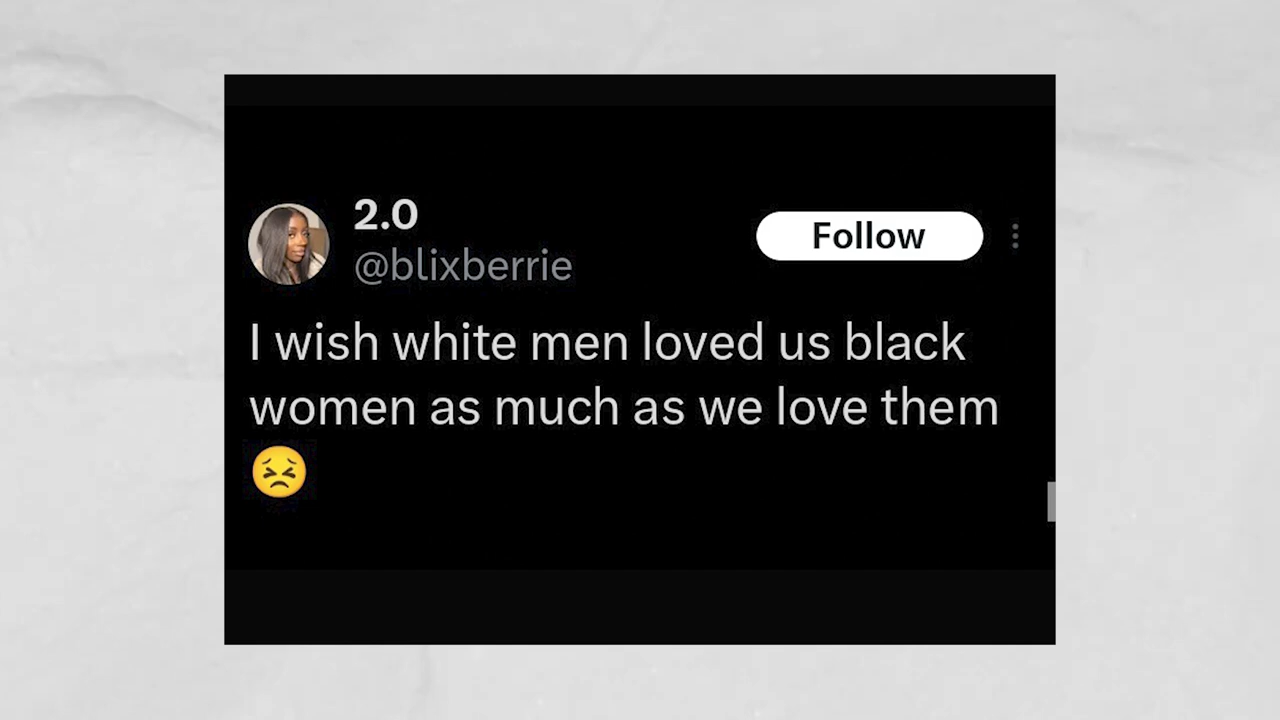 2.0
@blixberrie
Follow
I wish white men loved us black
women as much as we love them
😣